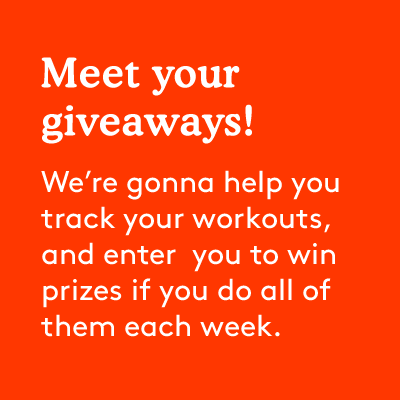 Meet your
giveaways!
We’re gonna help you
track your workouts,
and enter  you to win
prizes if you do all of
them each week.